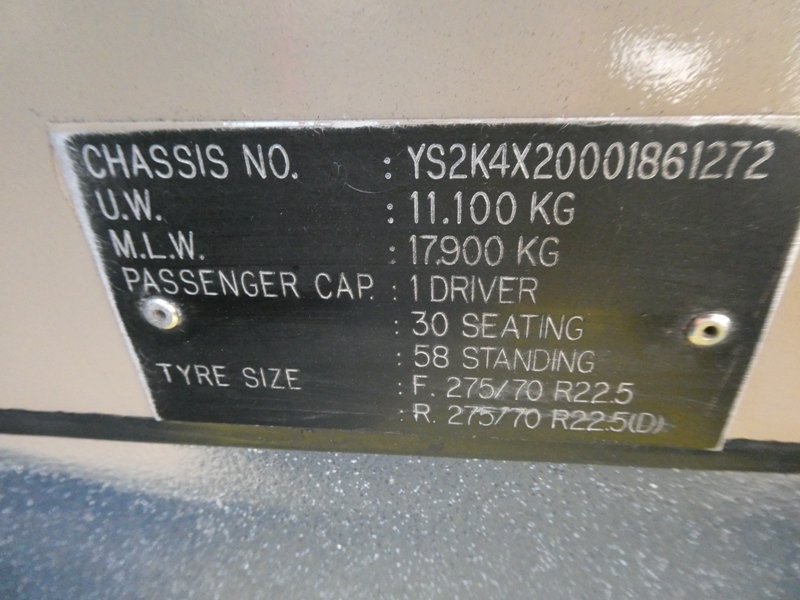 CHASSIS NO. : YS2K4X20001861272
U.W. : 11.100 KG
M.L.W. : 17.900 KG
PASSENGER CAP. : 1 DRIVER
: 30 SEATING
: 58 STANDING
TYRE SIZE : F. 275/70 R22.5
: R. 275/70 R22.5(D)